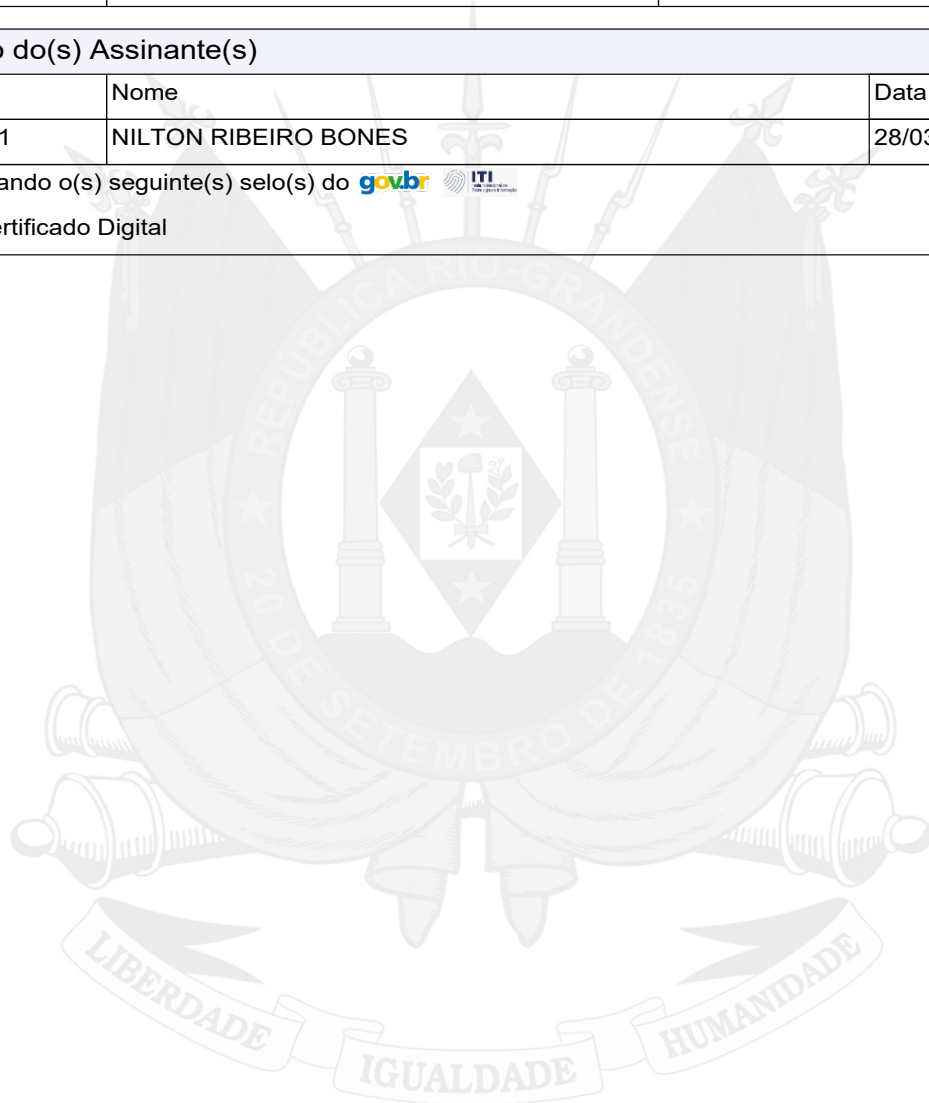 o do(s) Assinante(s)
Nome Data
1 NILTON RIBEIRO BONES 28/03
ando o(s) seguinte(s) selo(s) do gov.br ITI
ertificado Digital
REPÚBLICA RIO-GRANDENSE
20 DE SETEMBRO DE 1835
LIBERDADE IGUALDADE HUMANIDADE